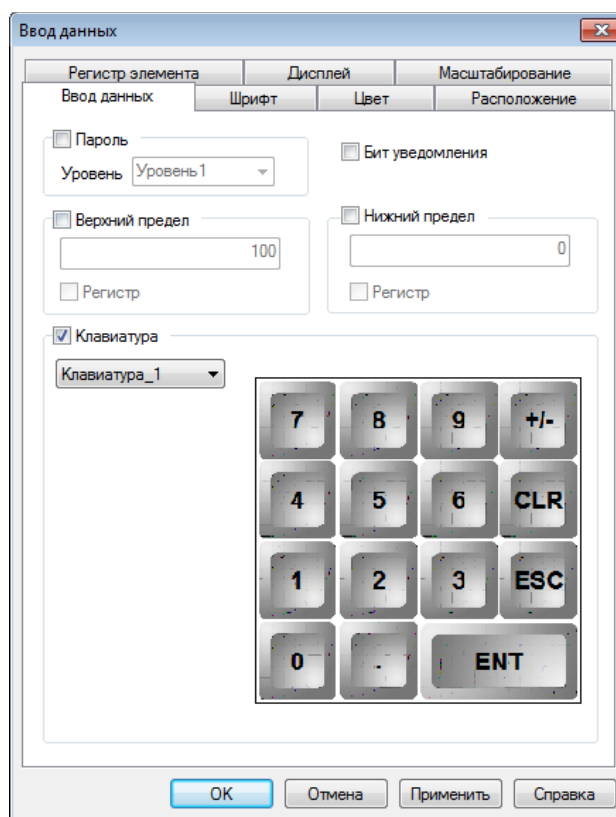 Ввод данных
Регистр элемента Дисплей Масштабирование
Ввод данных Шрифт Цвет Расположение
Пароль
Бит уведомления
Уровень Уровень1
Верхний предел Нижний предел
100 0
Регистр Регистр
Клавиатура
Клавиатура_1
7 8 9 +/-
4 5 6 CLR
1 2 3 ESC
0 . ENT
OK Отмена Применить Справка